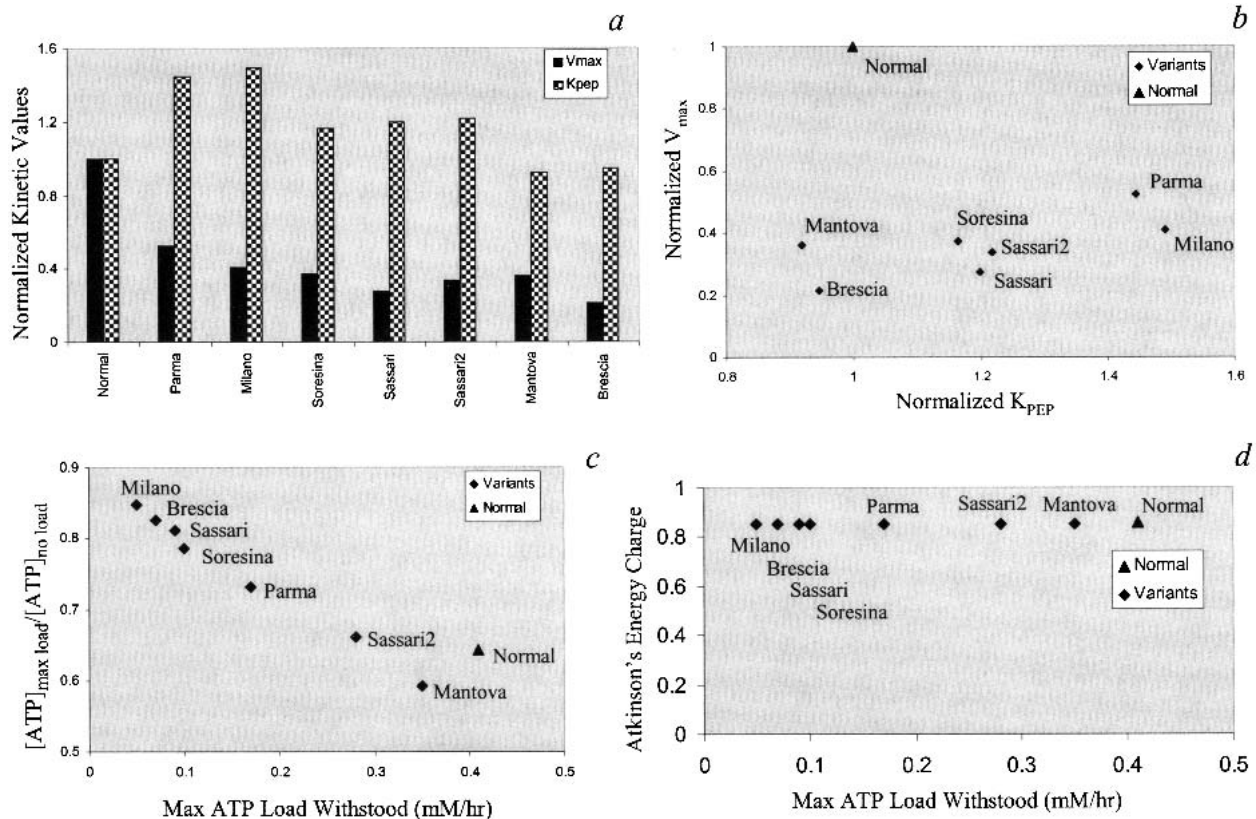 a
Normalized Kinetic Values
1.6
1.2
0.8
0.4
0
Vmax
Kpep
Normal
Parma
Milano
Soresina
Sassari
Sassari2
Mantova
Brescia
b
Normalized Vmax
1
0.8
0.6
0.4
0.2
0
Normal
Variants
Normal
Parma
Mantova
Soresina
Sassari2
Milano
Sassari
Brescia
0.8
1
1.2
1.4
1.6
Normalized KPEP
c
[ATP]max load/[ATP]no load
0.9
0.8
0.7
0.6
0.5
Variants
Normal
Milano
Brescia
Sassari
Soresina
Parma
Sassari2
Normal
Mantova
0
0.1
0.2
0.3
0.4
0.5
Max ATP Load Withstood (mM/hr)
d
Atkinson's Energy Charge
1
0.8
0.6
0.4
0.2
0
Parma
Sassari2
Mantova
Normal
Milano
Brescia
Sassari
Soresina
Normal
Variants
0
0.1
0.2
0.3
0.4
0.5
Max ATP Load Withstood (mM/hr)